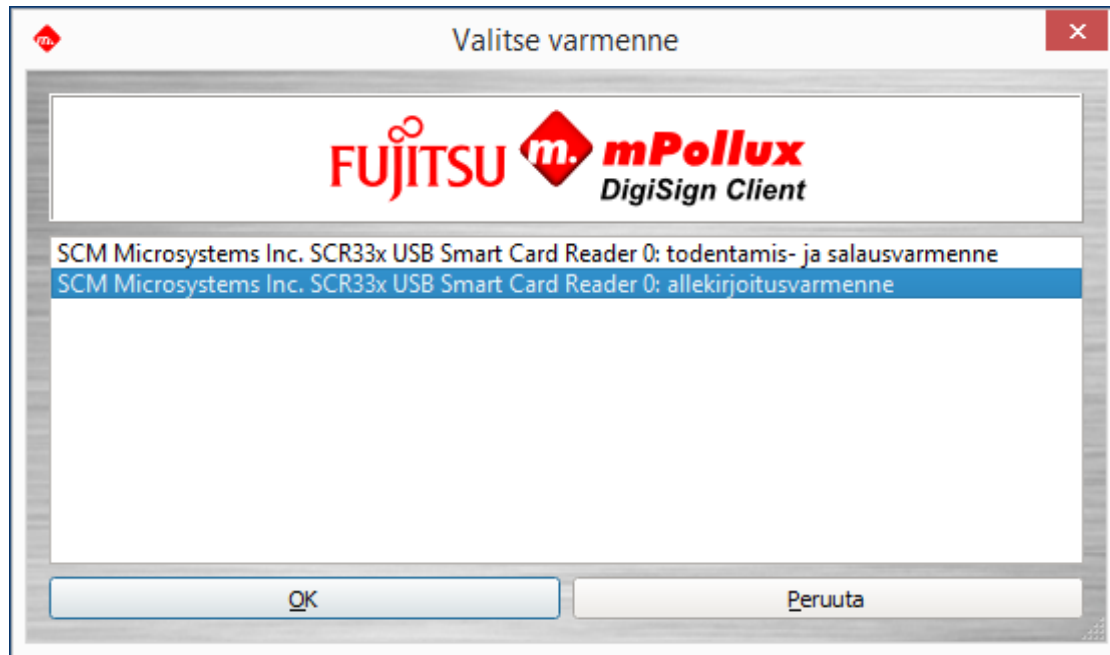 m.
Valitse varmenne
FUJITSU m. mPollux
DigiSign Client
SCM Microsystems Inc. SCR33x USB Smart Card Reader 0: todentamis- ja salausvarmenne
SCM Microsystems Inc. SCR33x USB Smart Card Reader 0: allekirjoitusvarmenne
OK
Peruuta